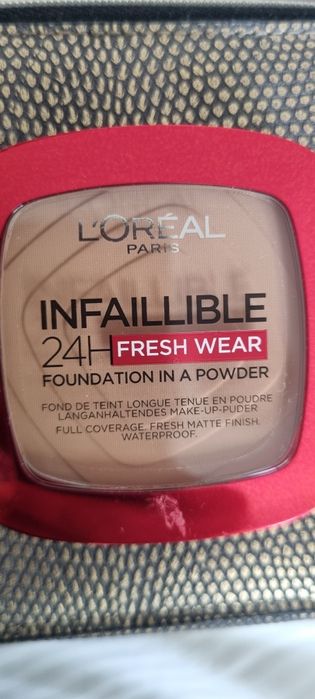 L'ORÉAL
PARIS
INFAILLIBLE
24H FRESH WEAR
FOUNDATION IN A POWDER
FOND DE TEINT LONGUE TENUE EN POUDRE
LANGANHALTENDES MAKE-UP-PUDER
FULL COVERAGE. FRESH MATTE FINISH.
WATERPROOF.